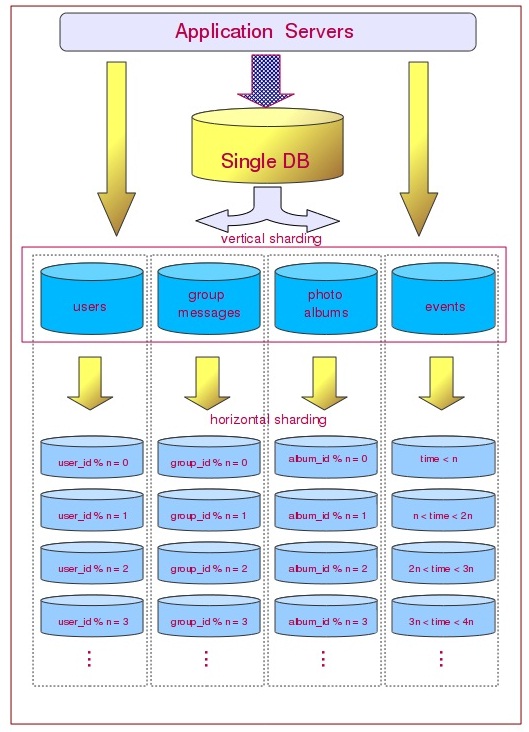 Application Servers
Single DB
vertical sharding
users
group
messages
photo
albums
events
horizontal sharding
user_id % n = 0
group_id % n = 0
album_id % n = 0
time < n
user_id % n = 1
group_id % n = 1
album_id % n = 1
n < time < 2n
user_id % n = 2
group_id % n = 2
album_id % n = 2
2n < time < 3n
user_id % n = 3
group_id % n = 3
album_id % n = 3
3n < time < 4n